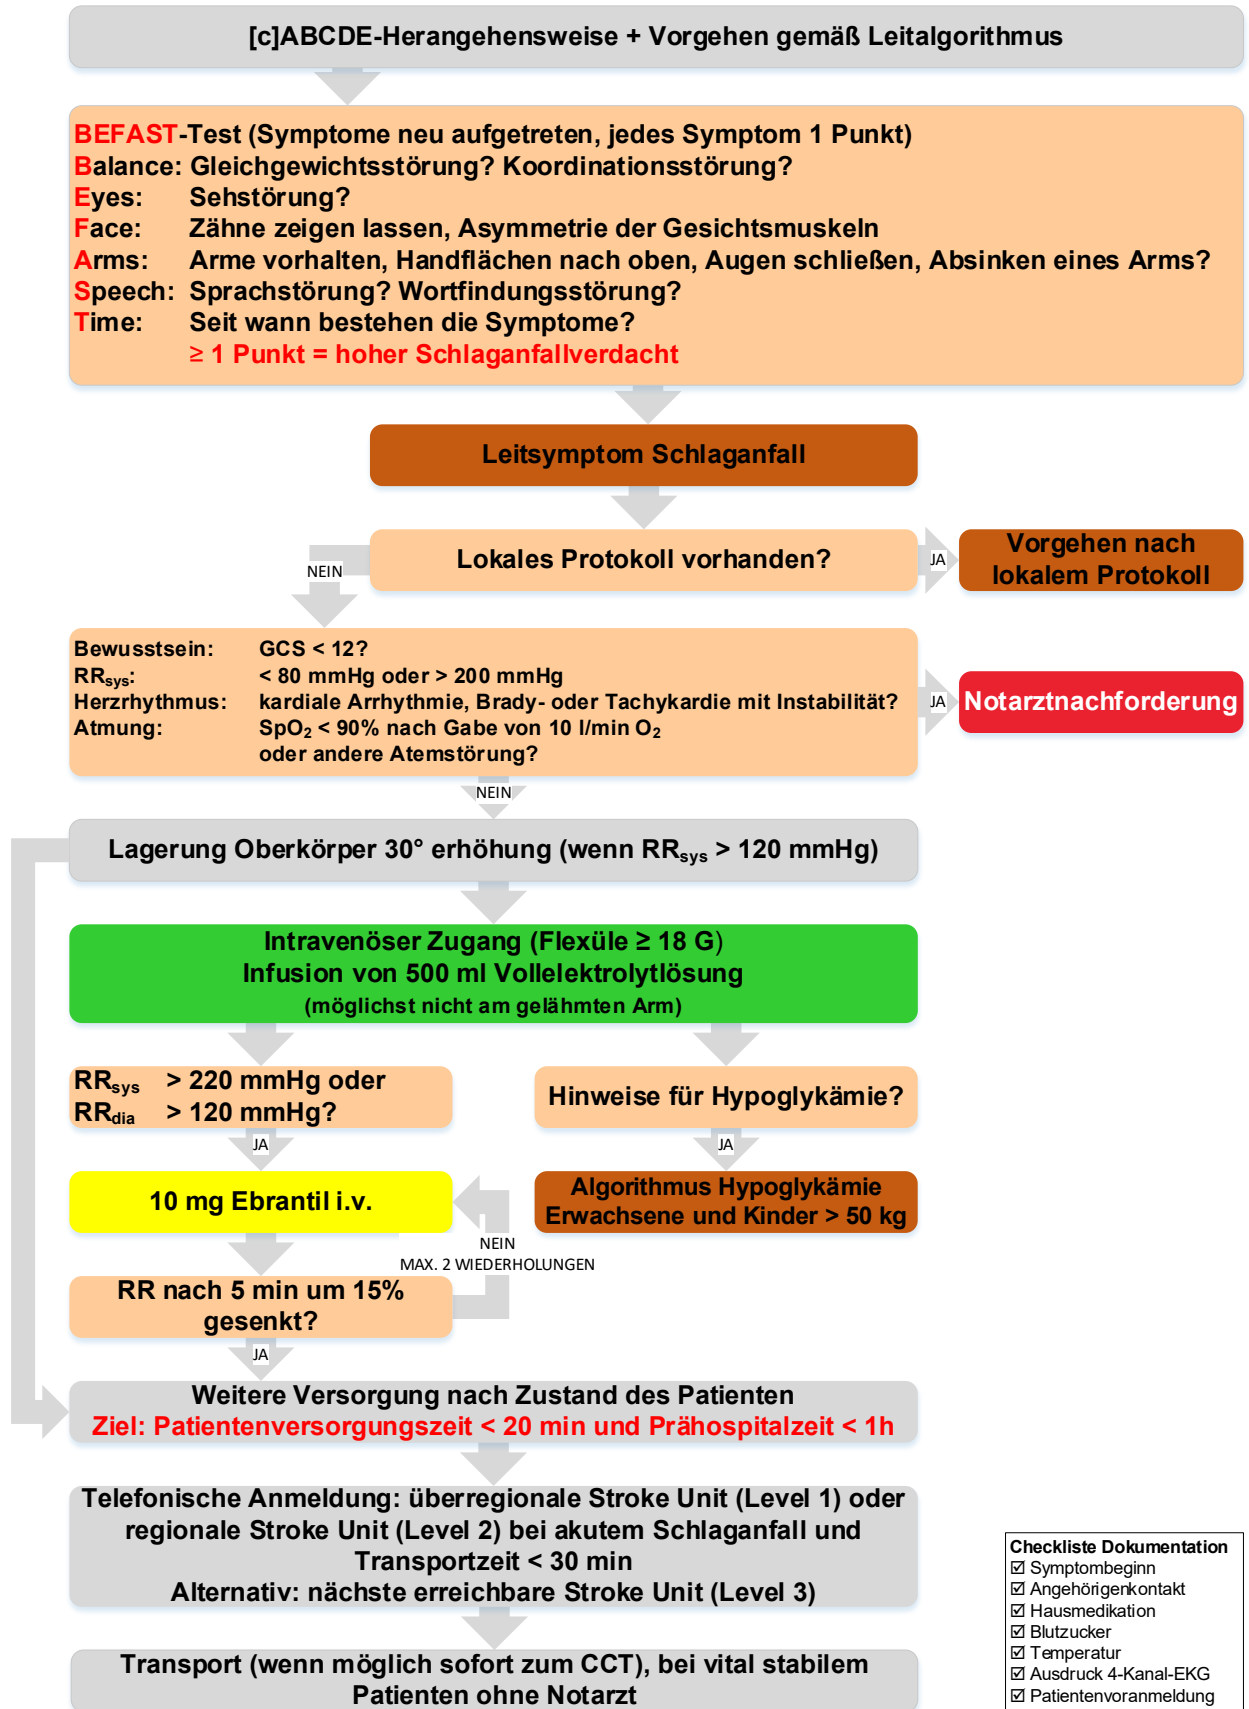 [c]ABCDE-Herangehensweise + Vorgehen gemäß Leitalgorithmus
BEFAST-Test (Symptome neu aufgetreten, jedes Symptom 1 Punkt)
Balance: Gleichgewichtsstörung? Koordinationsstörung?
Eyes: Sehstörung?
Face: Zähne zeigen lassen, Asymmetrie der Gesichtsmuskeln
Arms: Arme vorhalten, Handflächen nach oben, Augen schließen, Absinken eines Arms?
Speech: Sprachstörung? Wortfindungsstörung?
Time: Seit wann bestehen die Symptome?
≥ 1 Punkt = hoher Schlaganfallverdacht
Leitsymptom Schlaganfall
Lokales Protokoll vorhanden?
JA
Vorgehen nach
lokalem Protokoll
NEIN
Bewusstsein: GCS < 12?
RRsys: < 80 mmHg oder > 200 mmHg
Herzrhythmus: kardiale Arrhythmie, Brady- oder Tachykardie mit Instabilität?
Atmung: SpO2 < 90% nach Gabe von 10 l/min O2
oder andere Atemstörung?
JA
Notarztnachforderung
NEIN
Lagerung Oberkörper 30° erhöhung (wenn RRsys > 120 mmHg)
Intravenöser Zugang (Flexüle ≥ 18 G)
Infusion von 500 ml Vollelektrolytlösung
(möglichst nicht am gelähmten Arm)
RRsys > 220 mmHg oder
RRdia > 120 mmHg?
JA
Hinweise für Hypoglykämie?
JA
10 mg Ebrantil i.v.
Algorithmus Hypoglykämie
Erwachsene und Kinder > 50 kg
NEIN
MAX. 2 WIEDERHOLUNGEN
RR nach 5 min um 15%
gesenkt?
JA
Weitere Versorgung nach Zustand des Patienten
Ziel: Patientenversorgungszeit < 20 min und Prähospitalzeit < 1h
Telefonische Anmeldung: überregionale Stroke Unit (Level 1) oder
regionale Stroke Unit (Level 2) bei akutem Schlaganfall und
Transportzeit < 30 min
Alternativ: nächste erreichbare Stroke Unit (Level 3)
Transport (wenn möglich sofort zum CCT), bei vital stabilem
Patienten ohne Notarzt
Checkliste Dokumentation
☑ Symptombeginn
☑ Angehörigenkontakt
☑ Hausmedikation
☑ Blutzucker
☑ Temperatur
☑ Ausdruck 4-Kanal-EKG
☑ Patientenvoranmeldung